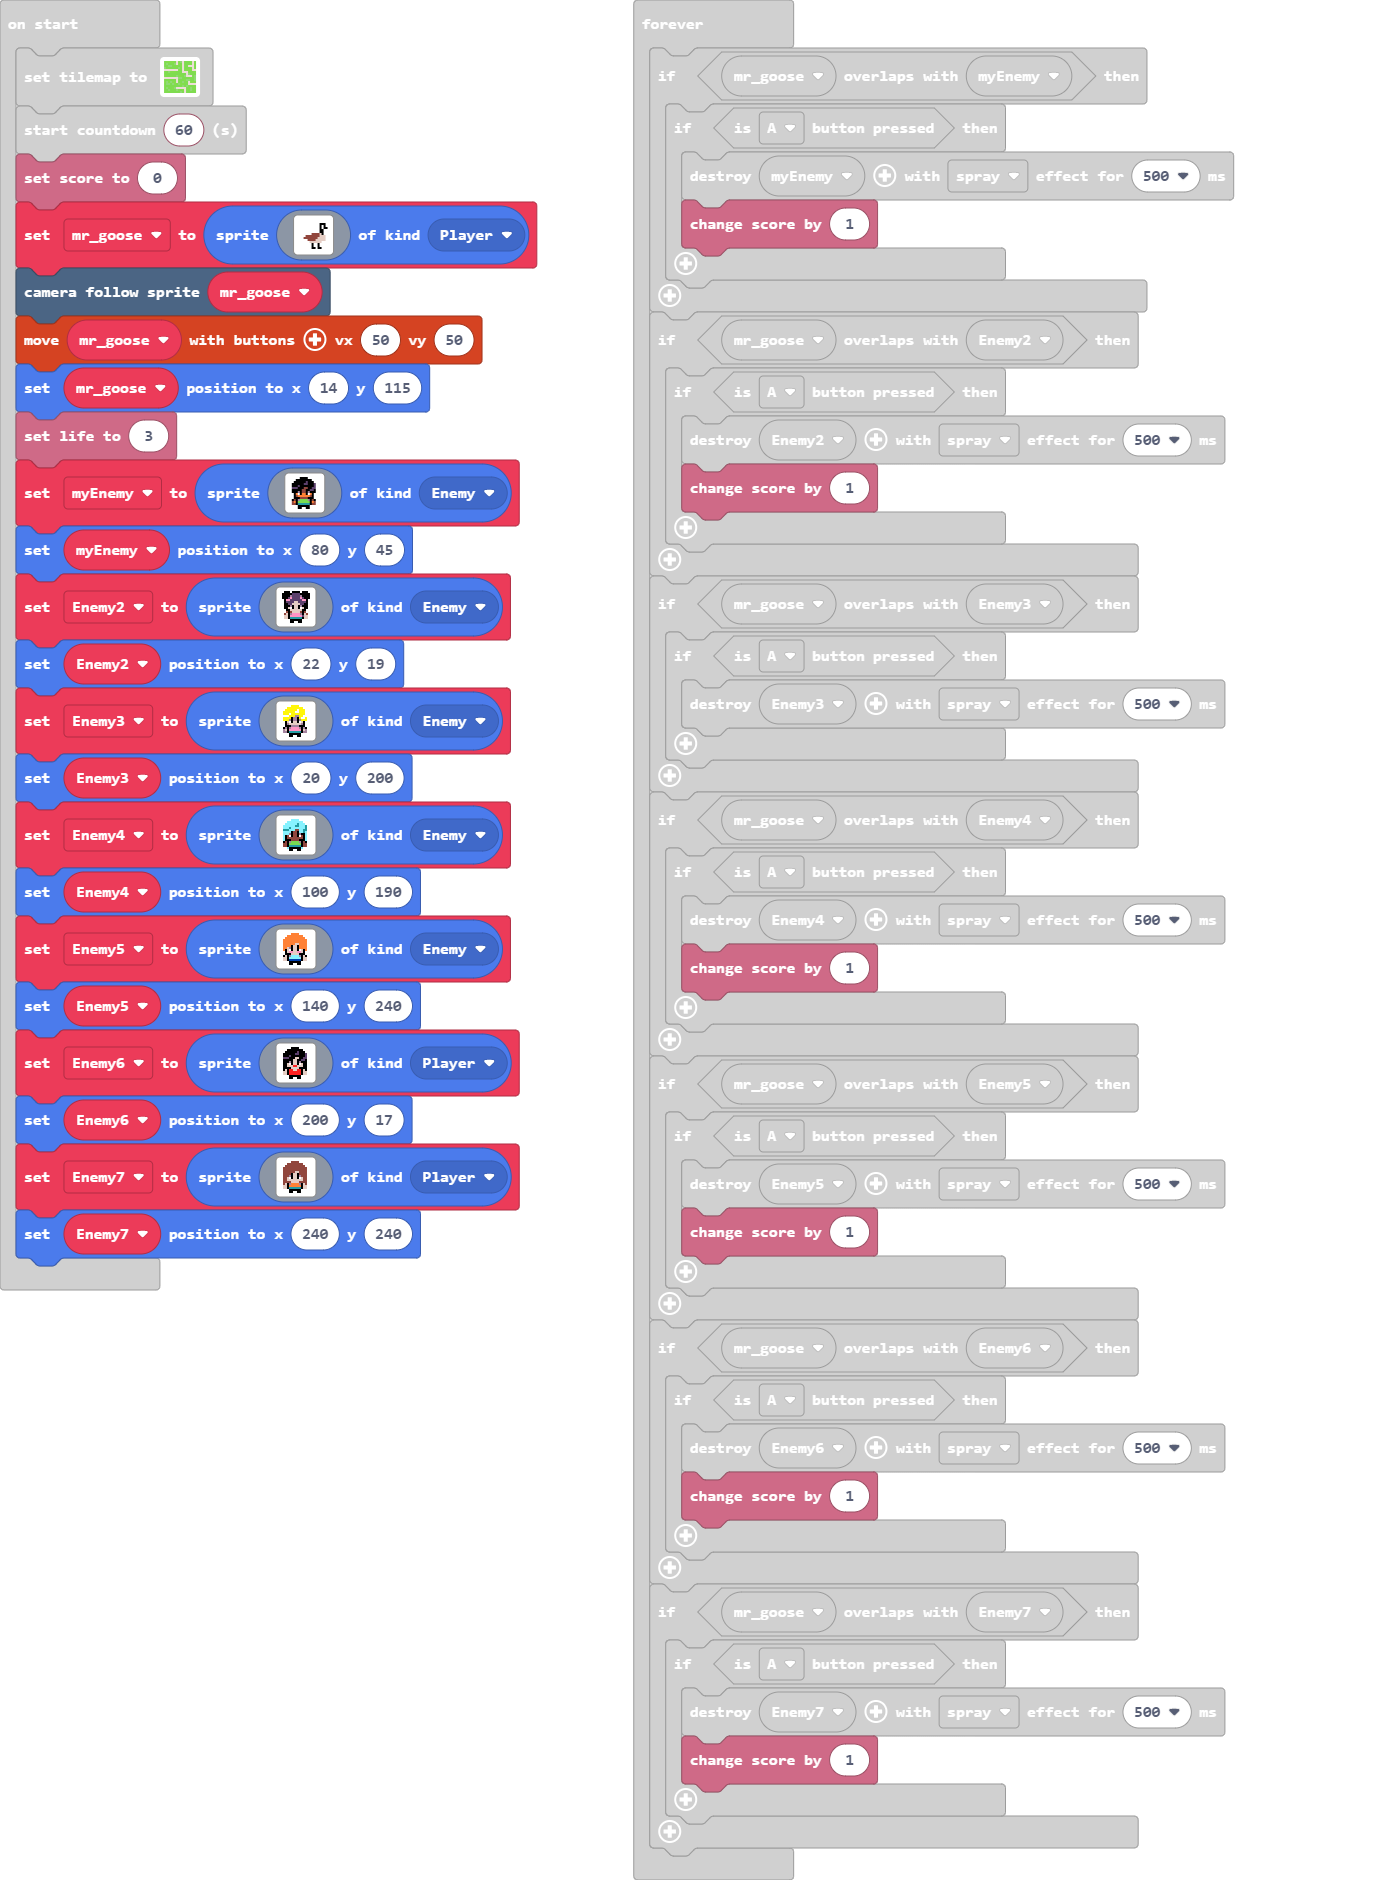 on start
set tilemap to
start countdown 60 (s)
set score to 0
set mr_goose to sprite of kind Player
camera follow sprite mr_goose
move mr_goose with buttons vx 50 vy 50
set mr_goose position to x 14 y 115
set life to 3
set myEnemy to sprite of kind Enemy
set myEnemy position to x 80 y 45
set Enemy2 to sprite of kind Enemy
set Enemy2 position to x 22 y 19
set Enemy3 to sprite of kind Enemy
set Enemy3 position to x 20 y 200
set Enemy4 to sprite of kind Enemy
set Enemy4 position to x 100 y 190
set Enemy5 to sprite of kind Enemy
set Enemy5 position to x 140 y 240
set Enemy6 to sprite of kind Player
set Enemy6 position to x 200 y 17
set Enemy7 to sprite of kind Player
set Enemy7 position to x 240 y 240
forever
if mr_goose overlaps with myEnemy then
if is A button pressed then
destroy myEnemy with spray effect for 500 ms
change score by 1
if mr_goose overlaps with Enemy2 then
if is A button pressed then
destroy Enemy2 with spray effect for 500 ms
change score by 1
if mr_goose overlaps with Enemy3 then
if is A button pressed then
destroy Enemy3 with spray effect for 500 ms
if mr_goose overlaps with Enemy4 then
if is A button pressed then
destroy Enemy4 with spray effect for 500 ms
change score by 1
if mr_goose overlaps with Enemy5 then
if is A button pressed then
destroy Enemy5 with spray effect for 500 ms
change score by 1
if mr_goose overlaps with Enemy6 then
if is A button pressed then
destroy Enemy6 with spray effect for 500 ms
change score by 1
if mr_goose overlaps with Enemy7 then
if is A button pressed then
destroy Enemy7 with spray effect for 500 ms
change score by 1